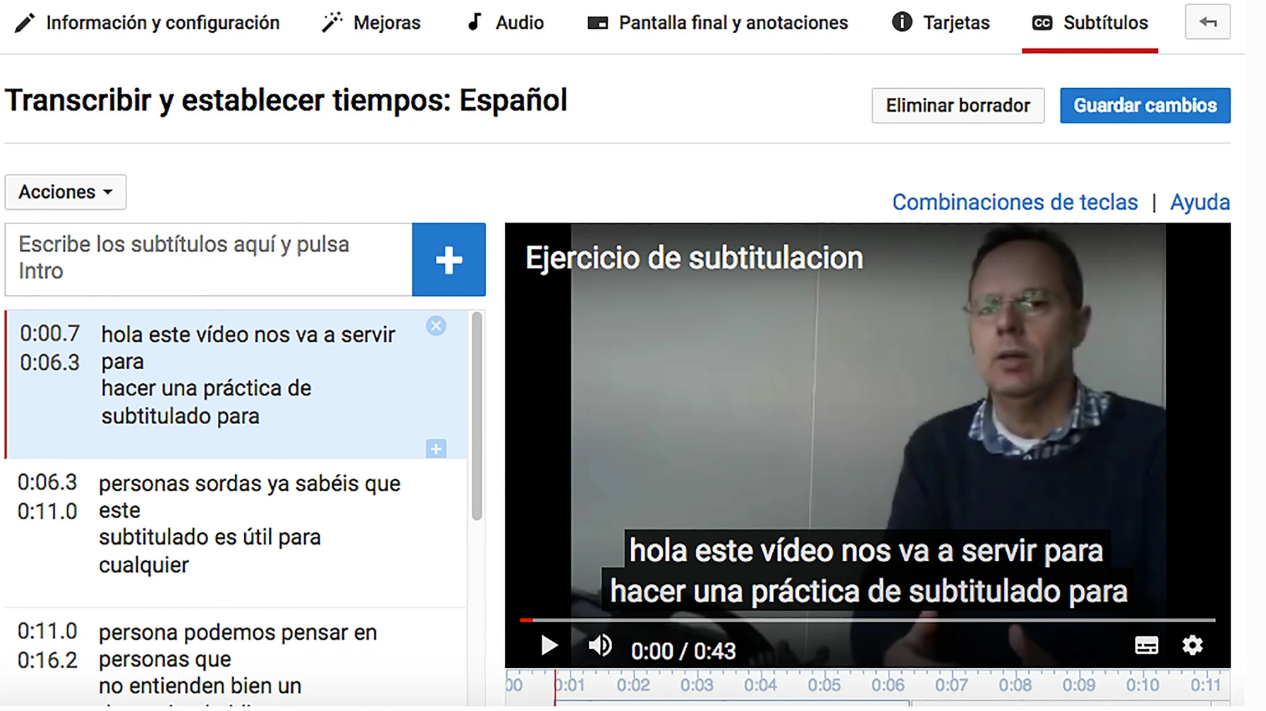 Información y configuración
Mejoras
Audio
Pantalla final y anotaciones
Tarjetas
Subtítulos
Transcribir y establecer tiempos: Español
Eliminar borrador
Guardar cambios
Acciones
Combinaciones de teclas | Ayuda
Escribe los subtítulos aquí y pulsa
Intro
0:00.7
0:06.3
hola este vídeo nos va a servir
para
hacer una práctica de
subtitulado para
0:06.3
0:11.0
personas sordas ya sabéis que
este
subtitulado es útil para
cualquier
0:11.0
0:16.2
persona podemos pensar en
personas que
no entienden bien un
Ejercicio de subtitulacion
hola este vídeo nos va a servir para
hacer una práctica de subtitulado para
0:00 / 0:43
00 0:01 0:02 0:03 0:04 0:05 0:06 0:07 0:08 0:09 0:10 0:11